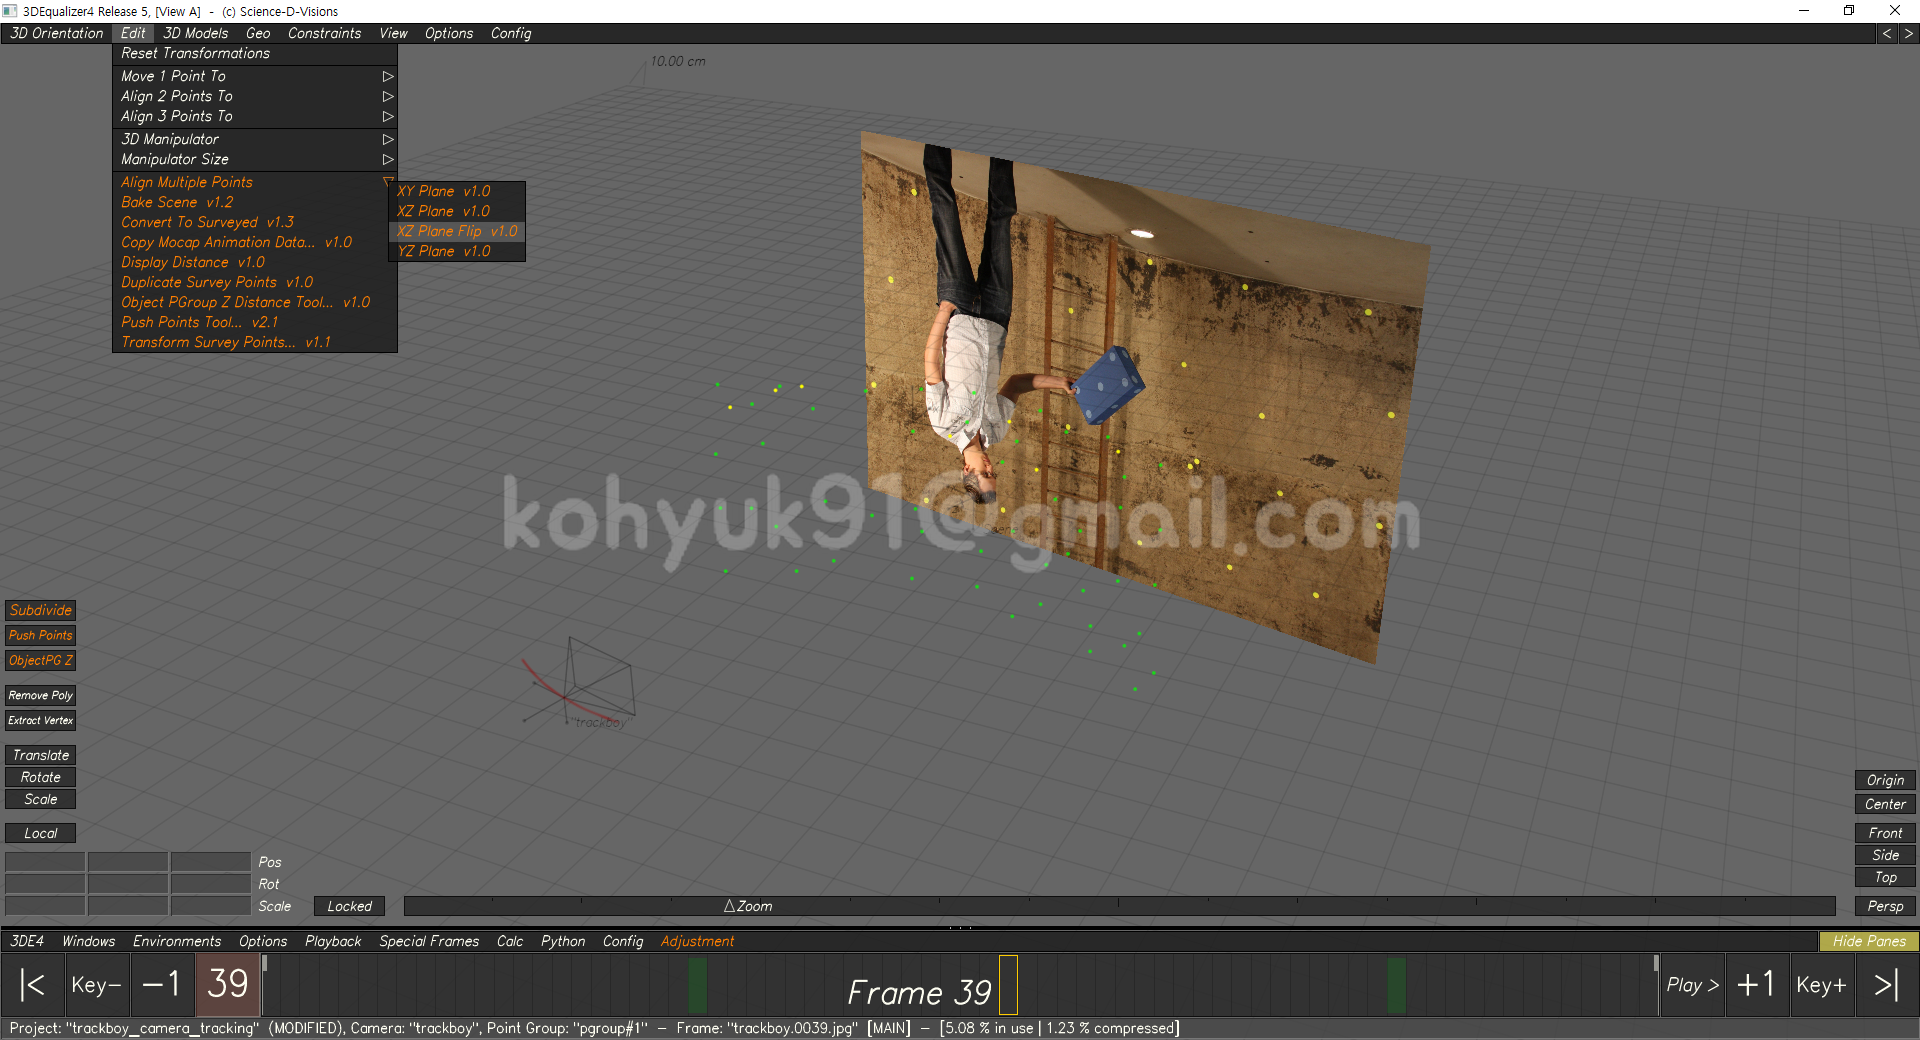 3DEqualizer4 Release 5, [View A]  -  (c) Science-D-Visions
3D Orientation Edit 3D Models Geo Constraints View Options Config < >
Reset Transformations
Move 1 Point To
Align 2 Points To
Align 3 Points To
3D Manipulator
Manipulator Size
Align Multiple Points
Bake Scene v1.2
Convert To Surveyed v1.3
Copy Mocap Animation Data... v1.0
Display Distance v1.0
Duplicate Survey Points v1.0
Object PGroup Z Distance Tool... v1.0
Push Points Tool... v2.1
Transform Survey Points... v1.1
XY Plane v1.0
XZ Plane v1.0
XZ Plane Flip v1.0
YZ Plane v1.0
10.00 cm
kohyuk91@gmail.com
"trackboy"
Subdivide
Push Points
ObjectPG Z
Remove Poly
Extract Vertex
Translate
Rotate
Scale
Local
Pos
Rot
Scale
Locked
Zoom
Origin
Center
Front
Side
Top
Persp
3DE4 Windows Environments Options Playback Special Frames Calc Python Config Adjustment Hide Panes
|< Key- -1 39 Frame 39 Play > +1 Key+ >|
Project: "trackboy_camera_tracking" (MODIFIED), Camera: "trackboy", Point Group: "pgroup#1" - Frame: "trackboy.0039.jpg" [MAIN] - [5.08 % in use | 1.23 % compressed]